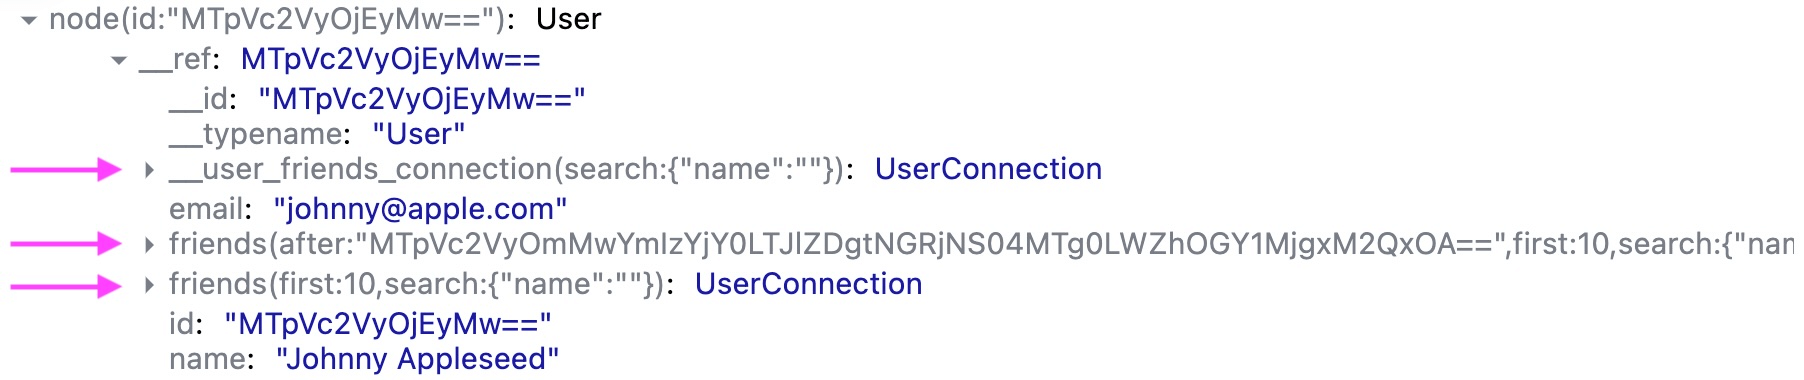 node(id:"MTpVc2VyOjEyMw=="): User
__ref: MTpVc2VyOjEyMw==
__id: "MTpVc2VyOjEyMw=="
__typename: "User"
__user_friends_connection(search:{"name":""}): UserConnection
email: "johnny@apple.com"
friends(after:"MTpVc2VyOmMwYmIzYjY0LTJlZDgtNGRjNS04MTg0LWZhOGY1MjgxM2QxOA==",first:10,search:{"nam
friends(first:10,search:{"name":""}): UserConnection
id: "MTpVc2VyOjEyMw=="
name: "Johnny Appleseed"